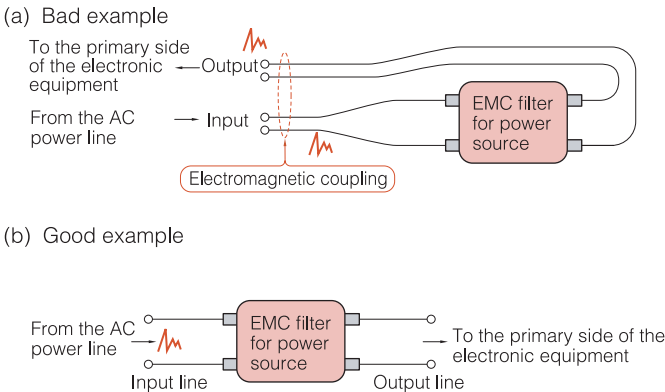 (a) Bad example
To the primary side
of the electronic
equipment
Output
From the AC
power line
Input
EMC filter
for power
source
Electromagnetic coupling
(b) Good example
From the AC
power line
Input line
EMC filter
for power
source
Output line
To the primary side of the
electronic equipment